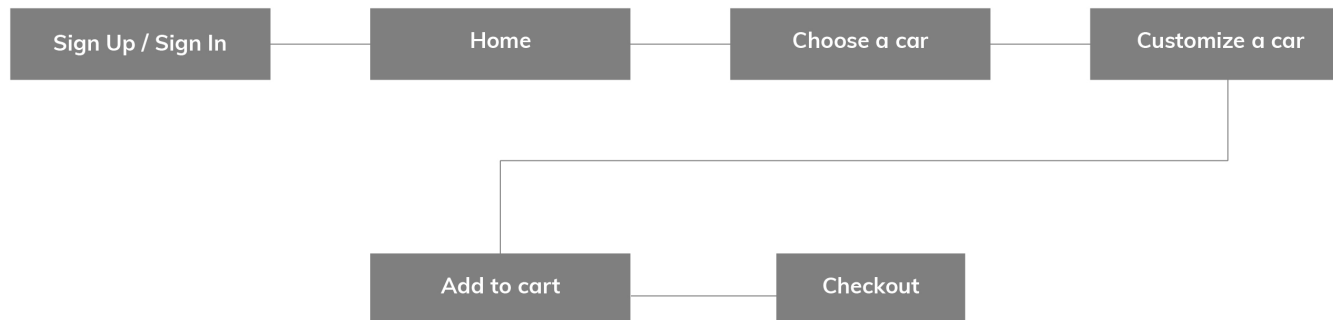 Sign Up / Sign In
Home
Choose a car
Customize a car
Add to cart
Checkout